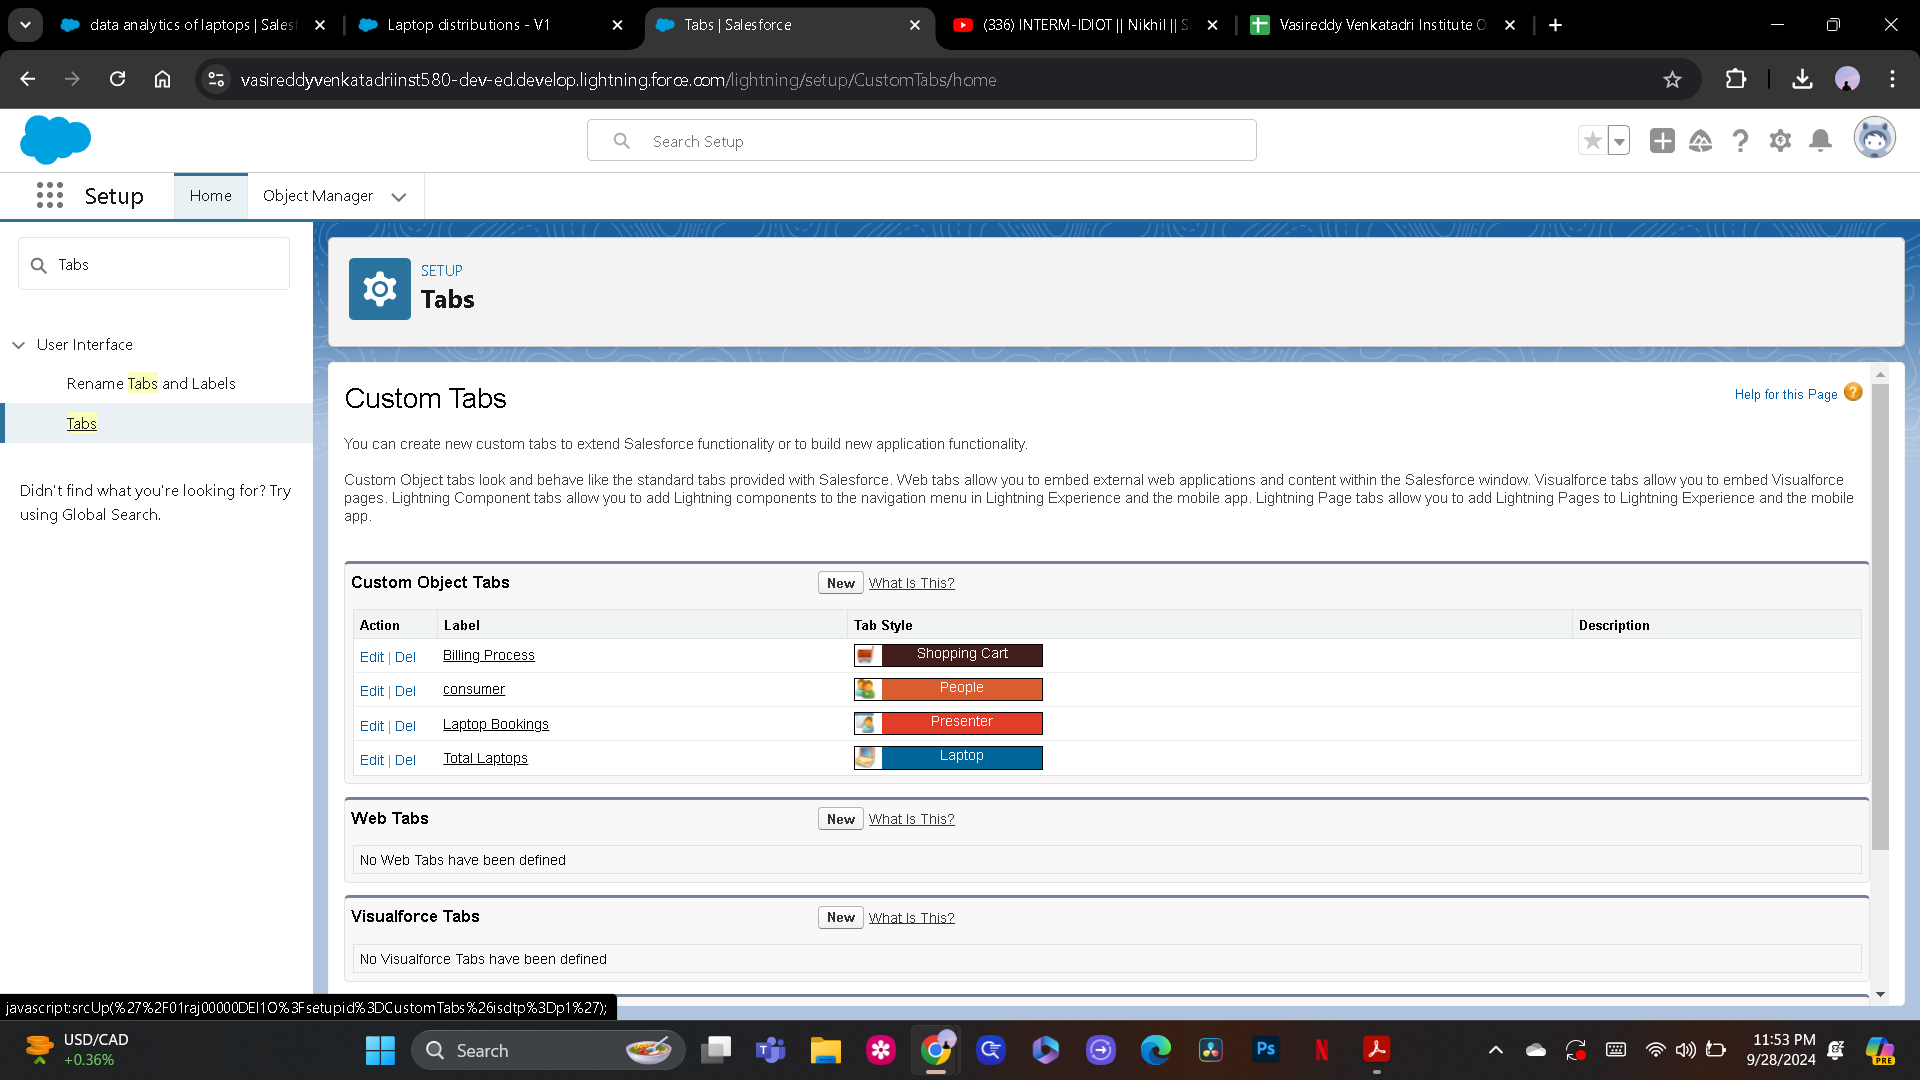 data analytics of laptops | Salesf
Laptop distributions - V1
Tabs | Salesforce
(336) INTERM-IDIOT || Nikhil || S
Vasireddy Venkatadri Institute O
vasireddyvenkatadriinst580-dev-ed.develop.lightning.force.com/lightning/setup/CustomTabs/home
Search Setup
Setup
Home
Object Manager
Tabs
User Interface
Rename Tabs and Labels
Tabs
Didn't find what you're looking for? Try
using Global Search.
SETUP
Tabs
Custom Tabs
Help for this Page
You can create new custom tabs to extend Salesforce functionality or to build new application functionality.
Custom Object tabs look and behave like the standard tabs provided with Salesforce. Web tabs allow you to embed external web applications and content within the Salesforce window. Visualforce tabs allow you to embed Visualforce
pages. Lightning Component tabs allow you to add Lightning components to the navigation menu in Lightning Experience and the mobile app. Lightning Page tabs allow you to add Lightning Pages to Lightning Experience and the mobile
app.
Custom Object Tabs New What Is This?
Action Label Tab Style Description
Edit | Del Billing Process Shopping Cart
Edit | Del consumer People
Edit | Del Laptop Bookings Presenter
Edit | Del Total Laptops Laptop
Web Tabs New What Is This?
No Web Tabs have been defined
Visualforce Tabs New What Is This?
No Visualforce Tabs have been defined
javascript:srcUp(%27%2F01raj00000DEI1O%3Fsetupid%3DCustomTabs%26isdtp%3Dp1%27);
USD/CAD
+0.36%
Search
Ps
11:53 PM
9/28/2024
PRE